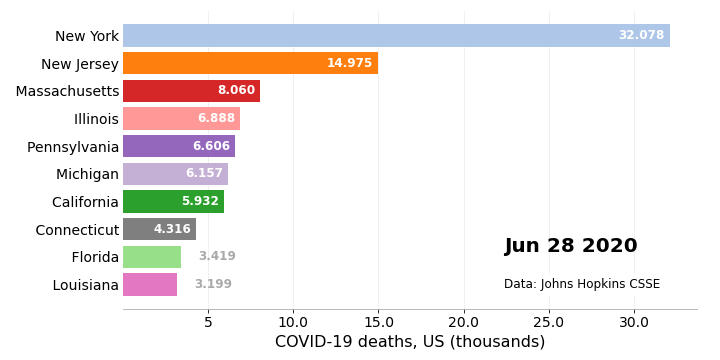 New York 32.078
New Jersey 14.975
Massachusetts 8.060
Illinois 6.888
Pennsylvania 6.606
Michigan 6.157
California 5.932
Connecticut 4.316
Florida 3.419
Louisiana 3.199
Jun 28 2020
Data: Johns Hopkins CSSE
5 10.0 15.0 20.0 25.0 30.0
COVID-19 deaths, US (thousands)